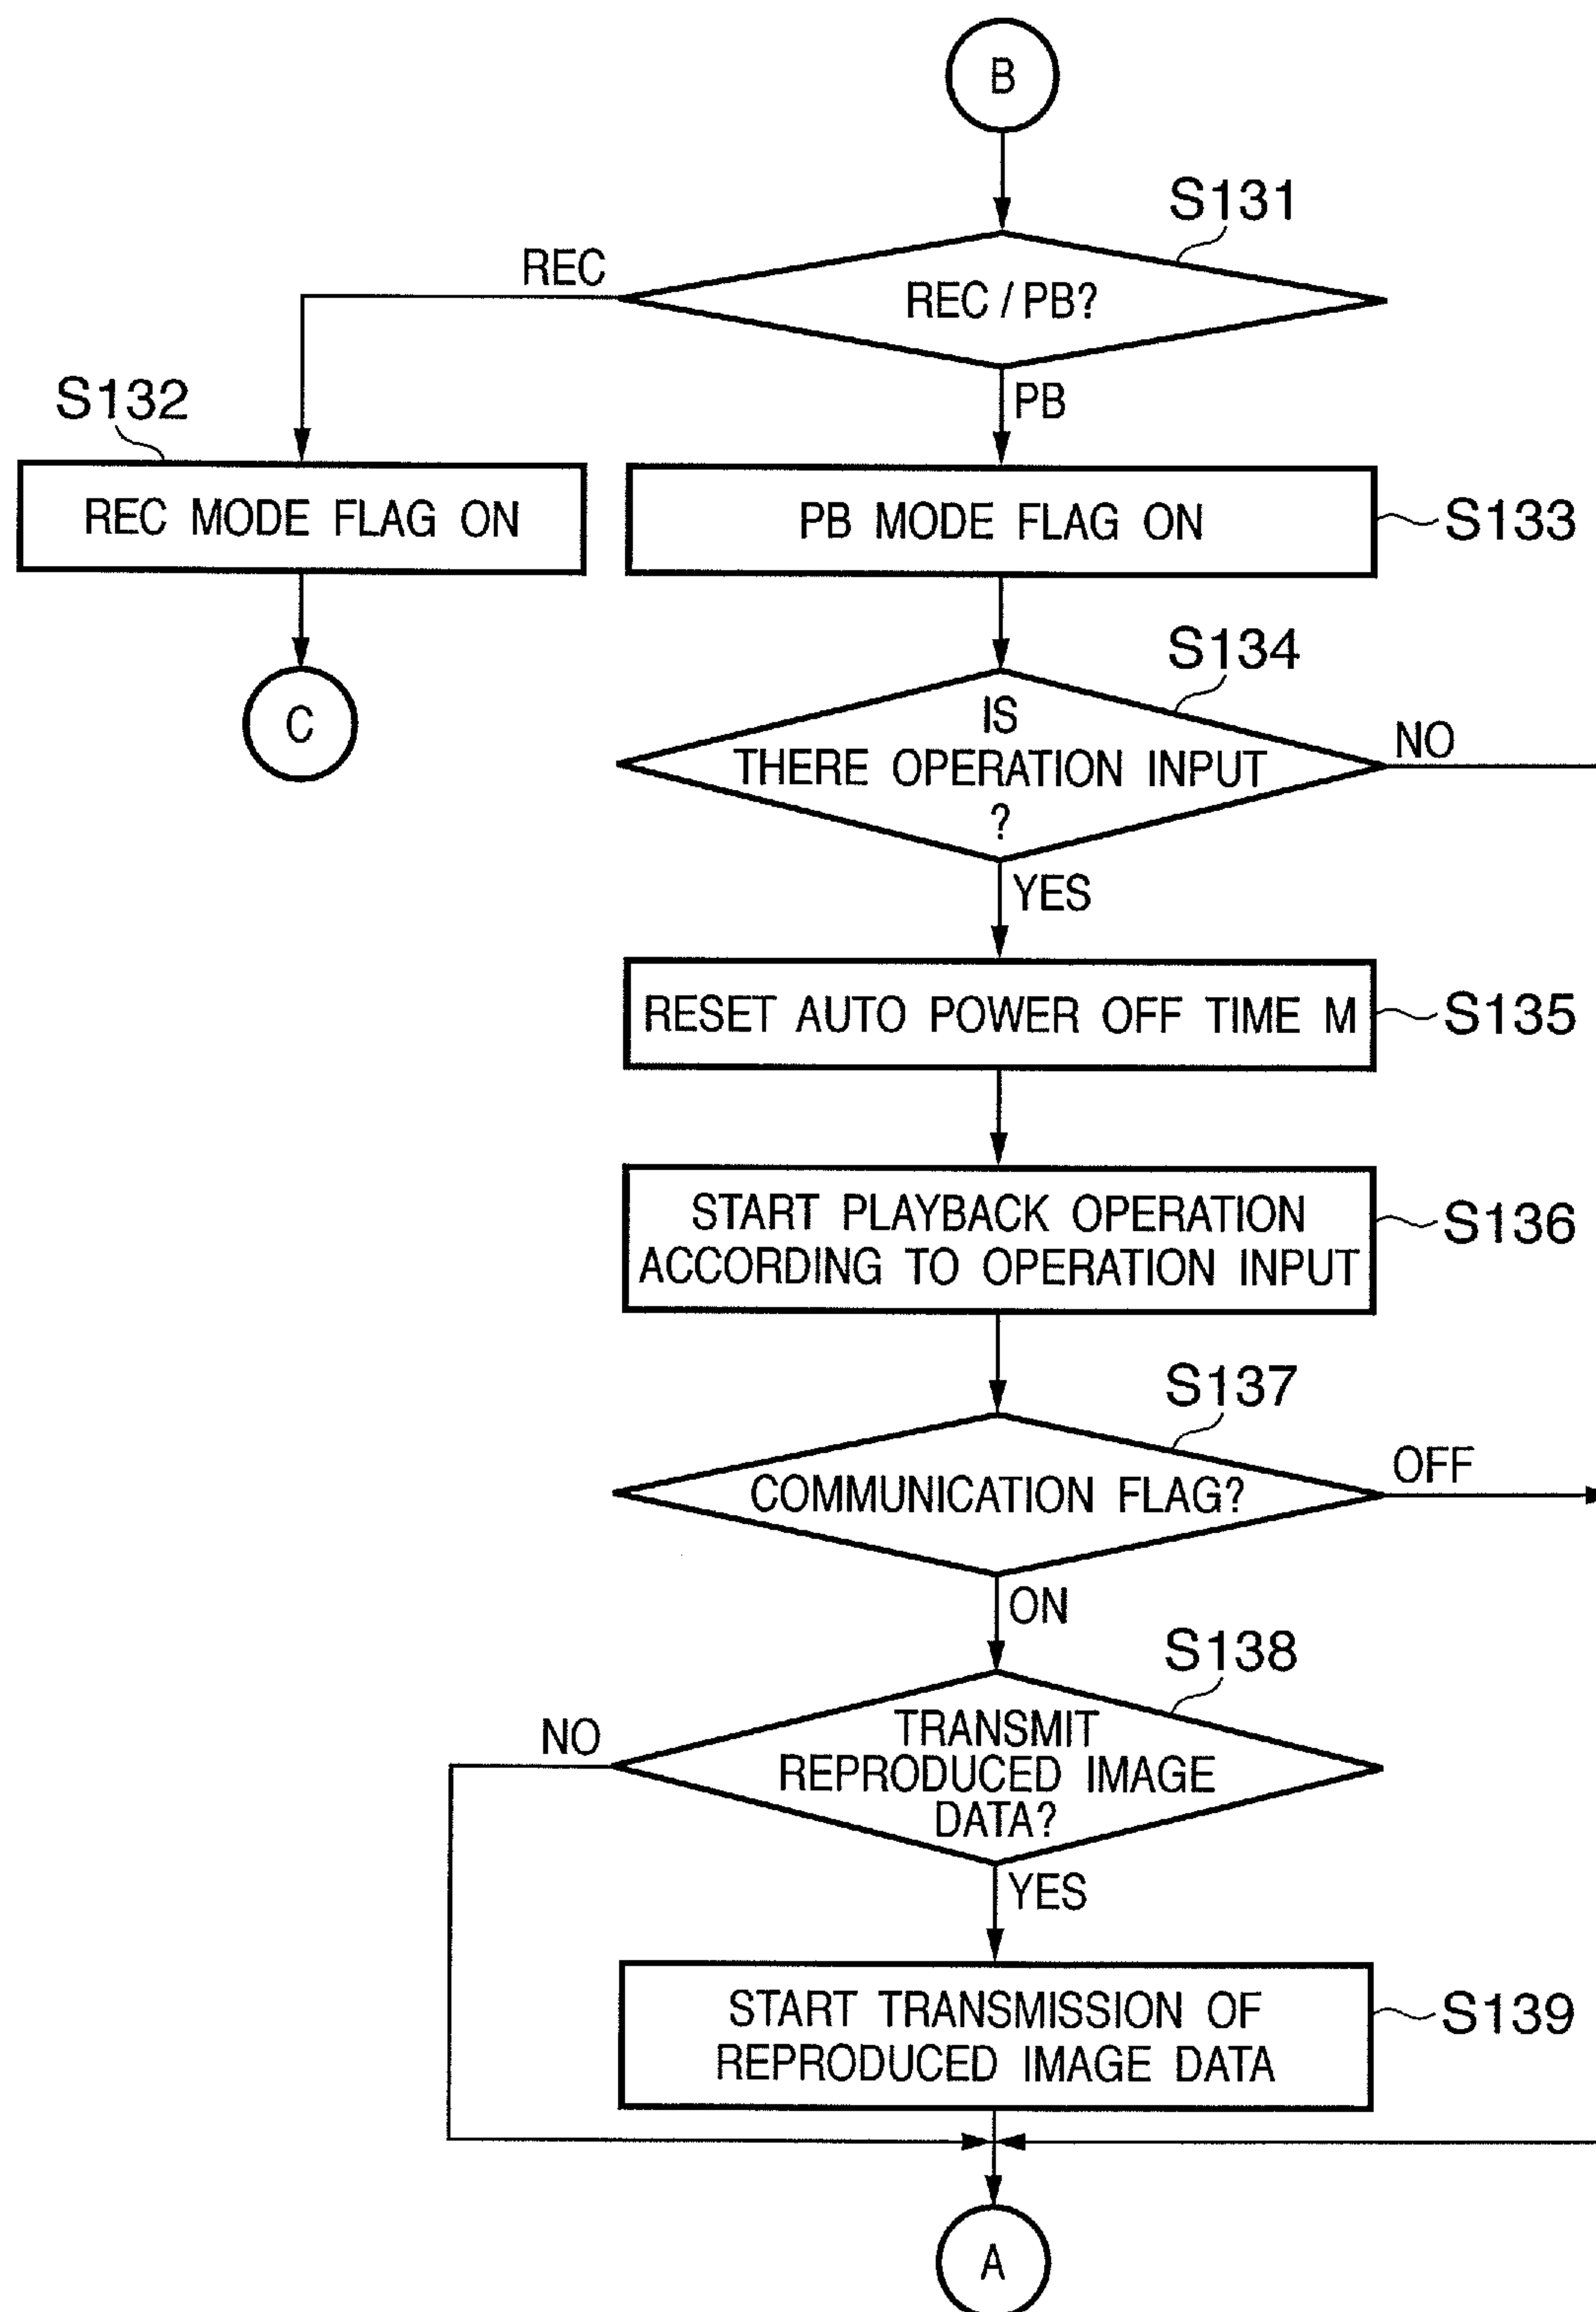 B
S131
REC
REC / PB?
S132
PB
REC MODE FLAG ON
PB MODE FLAG ON
S133
S134
C
IS
THERE OPERATION INPUT
?
NO
YES
RESET AUTO POWER OFF TIME M
S135
START PLAYBACK OPERATION
ACCORDING TO OPERATION INPUT
S136
S137
COMMUNICATION FLAG?
OFF
ON
S138
NO
TRANSMIT
REPRODUCED IMAGE
DATA?
YES
START TRANSMISSION OF
REPRODUCED IMAGE DATA
S139
A